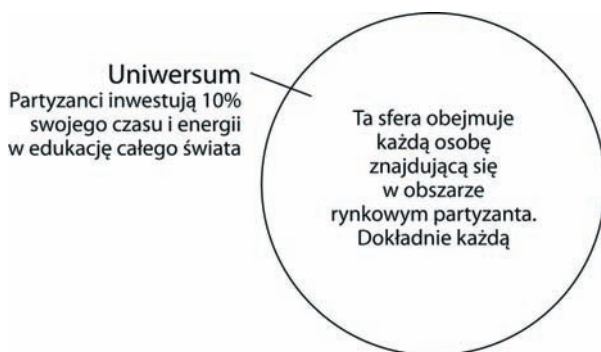 Uniwersum
Partyzanci inwestują 10%
swojego czasu i energii
w edukację całego świata
Ta sfera obejmuje
każdą osobę
znajdującą się
w obszarze
rynkowym partyzanta.
Dokładnie każdą